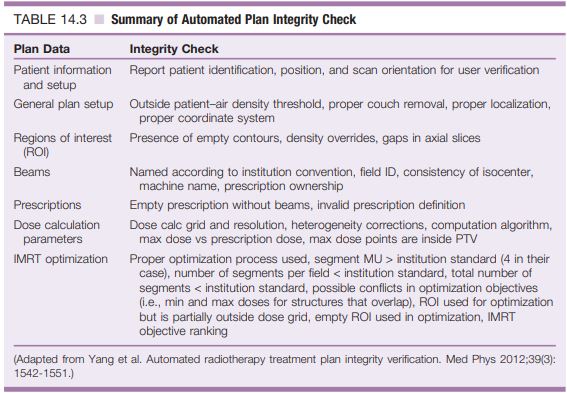 TABLE 14.3 ■ Summary of Automated Plan Integrity Check
Plan Data Integrity Check
Patient information Report patient identification, position, and scan orientation for user verification
and setup
General plan setup Outside patient–air density threshold, proper couch removal, proper localization,
proper coordinate system
Regions of interest Presence of empty contours, density overrides, gaps in axial slices
(ROI)
Beams Named according to institution convention, field ID, consistency of isocenter,
machine name, prescription ownership
Prescriptions Empty prescription without beams, invalid prescription definition
Dose calculation Dose calc grid and resolution, heterogeneity corrections, computation algorithm,
parameters max dose vs prescription dose, max dose points are inside PTV
IMRT optimization Proper optimization process used, segment MU > institution standard (4 in their
case), number of segments per field < institution standard, total number of
segments < institution standard, possible conflicts in optimization objectives
(i.e., min and max doses for structures that overlap), ROI used for optimization
but is partially outside dose grid, empty ROI used in optimization, IMRT
objective ranking
(Adapted from Yang et al. Automated radiotherapy treatment plan integrity verification. Med Phys 2012;39(3):
1542-1551.)